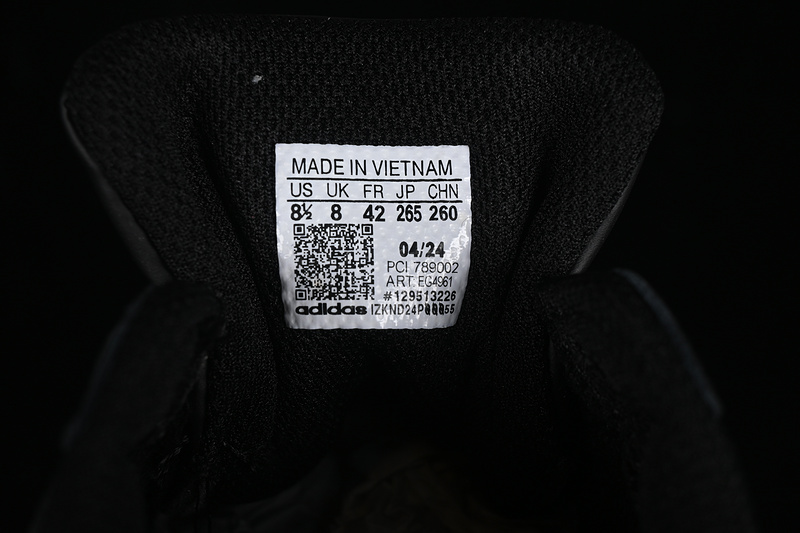 MADE IN VIETNAM
US UK FR JP CHN
8½ 8 42 265 260
04/24
PCI 789002
ART EG4961
#129513226
adidas